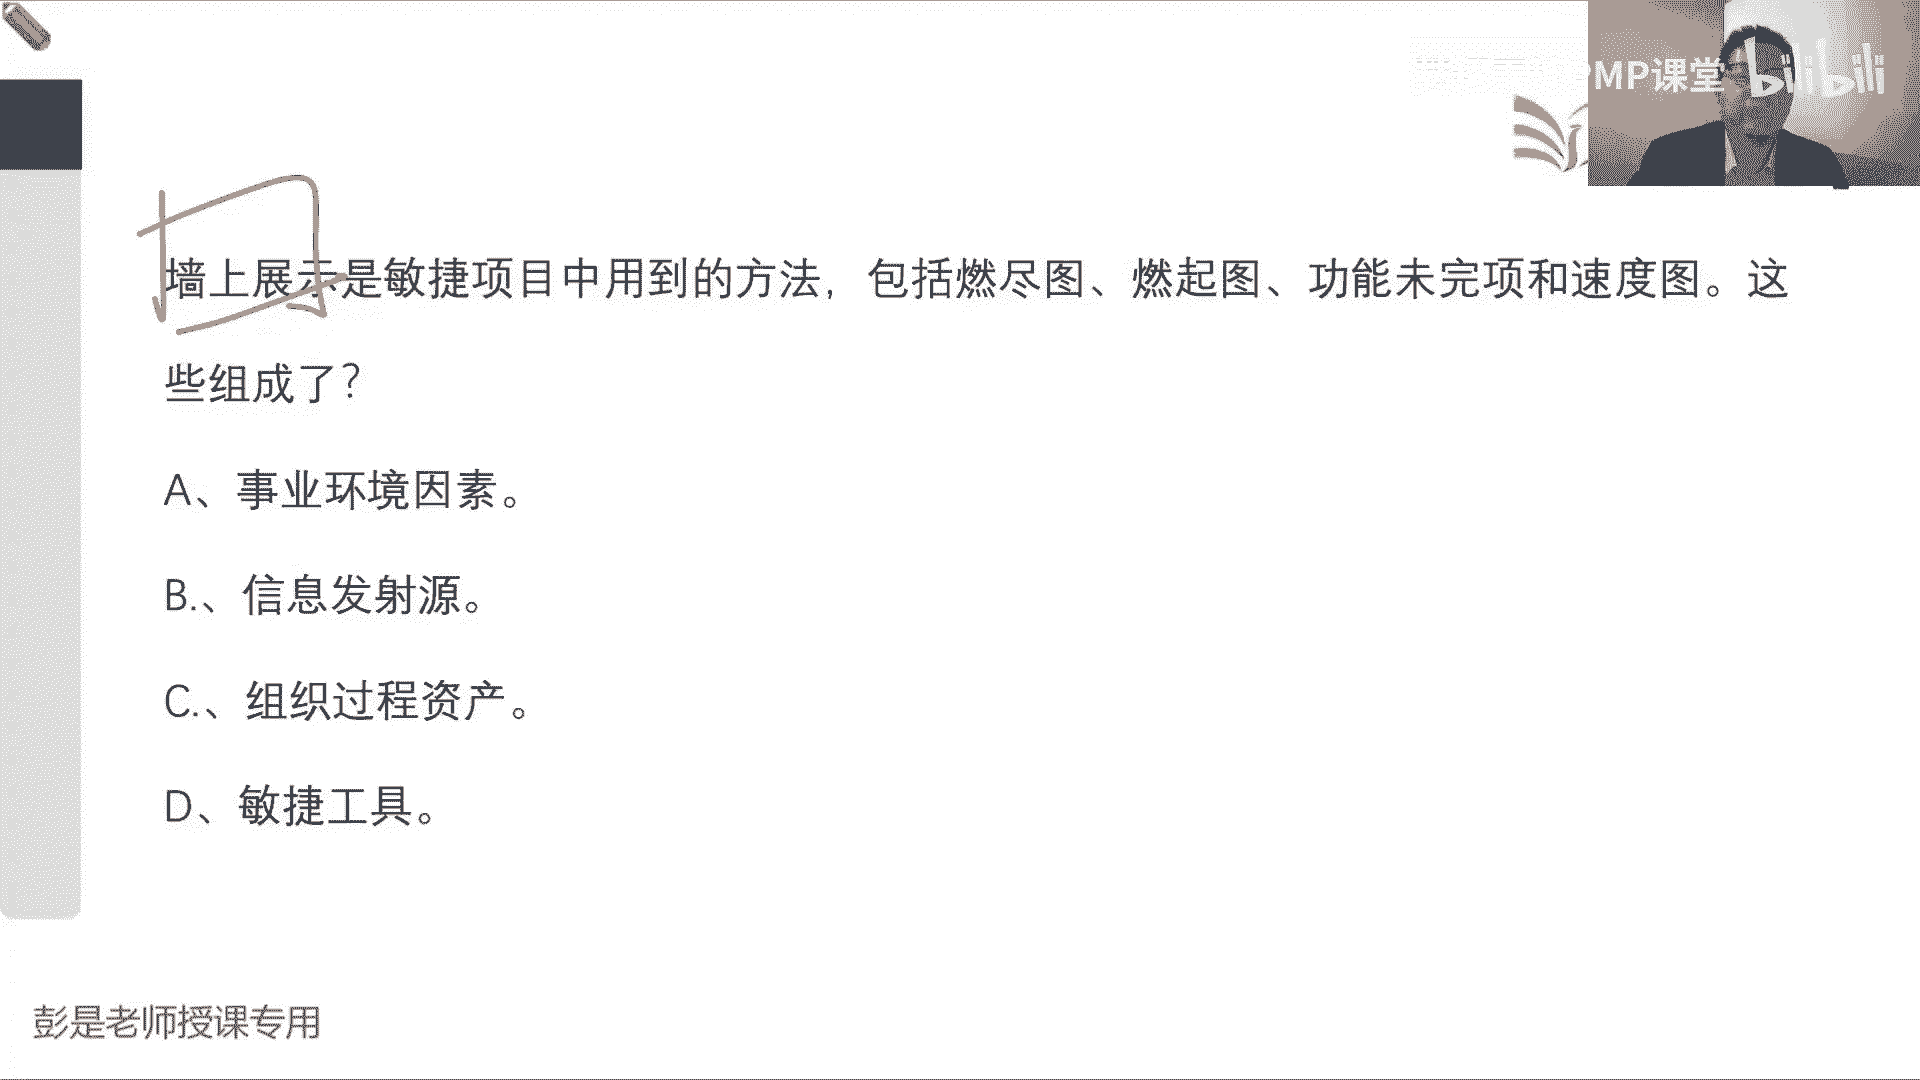 PMP课堂 bilibili
墙上展示是敏捷项目中用到的方法，包括燃尽图、燃起图、功能未完项和速度图。这
些组成了？
A、事业环境因素。
B.、信息发射源。
C.、组织过程资产。
D、敏捷工具。
彭是老师授课专用